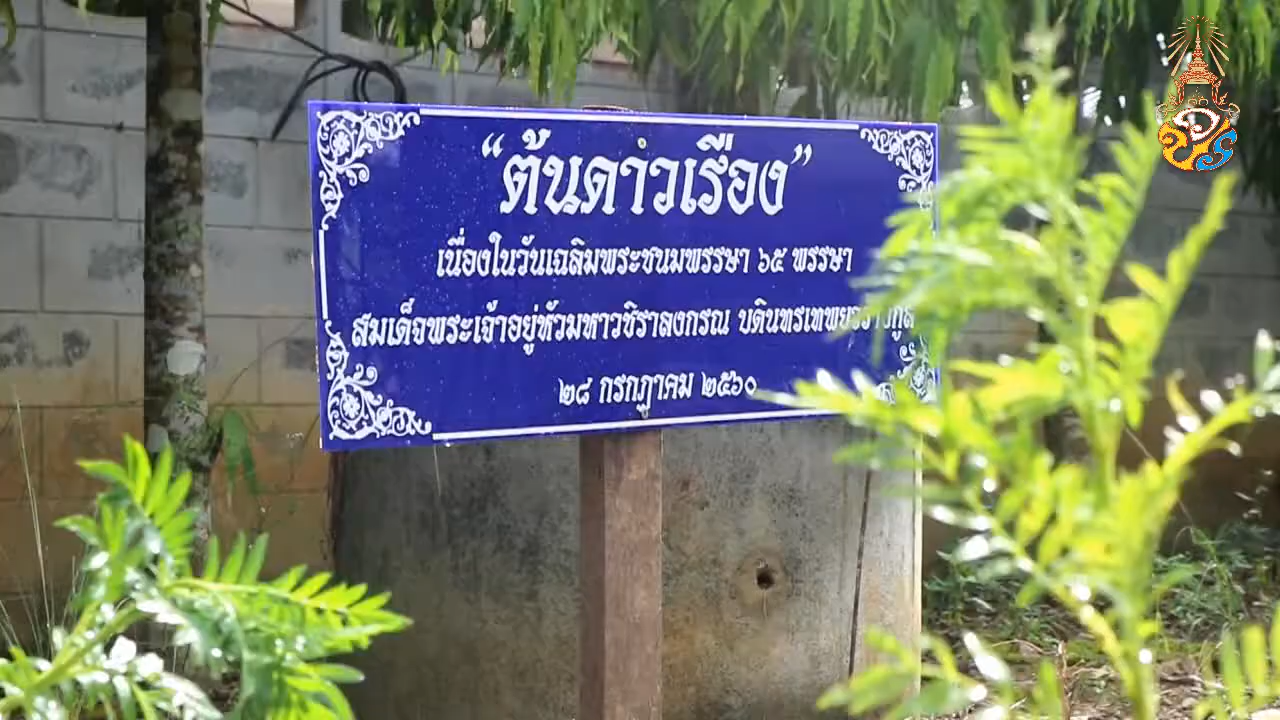 “ต้นดาวเรือง”
เนื่องในวันเฉลิมพระชนมพรรษา ๖๕ พรรษา
สมเด็จพระเจ้าอยู่หัวมหาวชิราลงกรณ บดินทรเทพยวรางกูร
๒๘ กรกฎาคม ๒๕๖๐